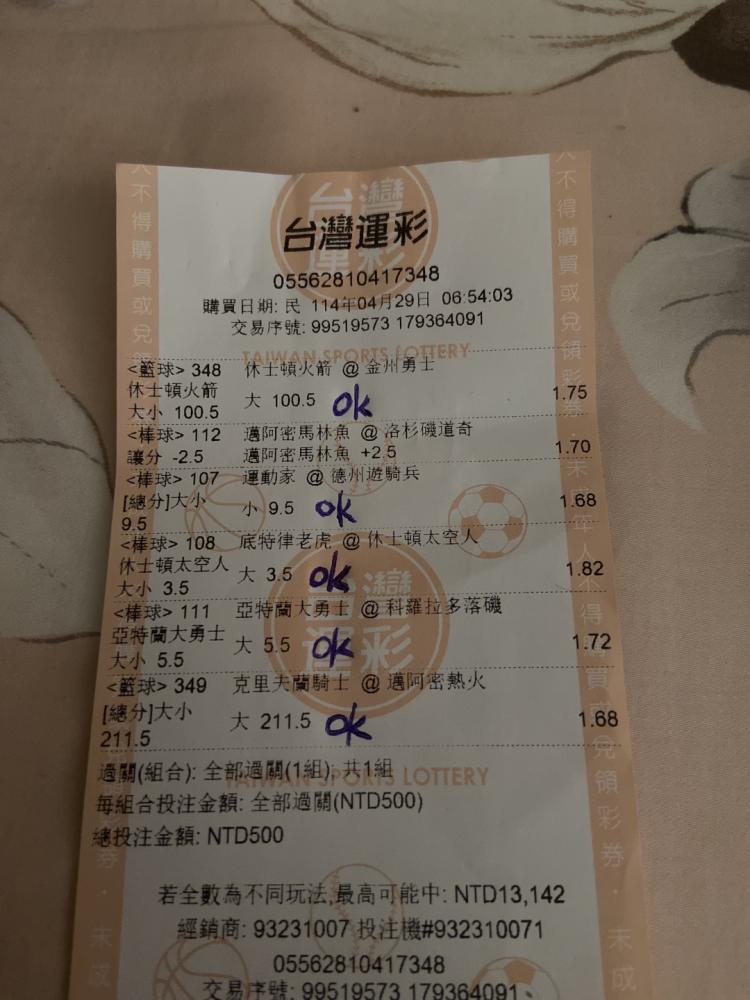 台灣運彩
05562810417348
購買日期: 民 114年04月29日 06:54:03
交易序號: 99519573 179364091
TAIWAN SPORTS LOTTERY
<籃球> 348 休士頓火箭 @ 金州勇士
休士頓火箭
大小 100.5 大 100.5 ok 1.75
<棒球> 112 邁阿密馬林魚 @ 洛杉磯道奇
讓分 -2.5 邁阿密馬林魚 +2.5 1.70
<棒球> 107 運動家 @ 德州遊騎兵
[總分]大小
9.5 小 9.5 ok 1.68
<棒球> 108 底特律老虎 @ 休士頓太空人
休士頓太空人
大小 3.5 大 3.5 ok 1.82
<棒球> 111 亞特蘭大勇士 @ 科羅拉多落磯
亞特蘭大勇士
大小 5.5 大 5.5 ok 1.72
<籃球> 349 克里夫蘭騎士 @ 邁阿密熱火
[總分]大小
211.5 大 211.5 ok 1.68
過關(組合): 全部過關(1組); 共1組
TAIWAN SPORTS LOTTERY
每組合投注金額: 全部過關(NTD500)
總投注金額: NTD500
若全數為不同玩法,最高可能中: NTD13,142
經銷商: 93231007 投注機#932310071
05562810417348
交易序號: 99519573 179364091